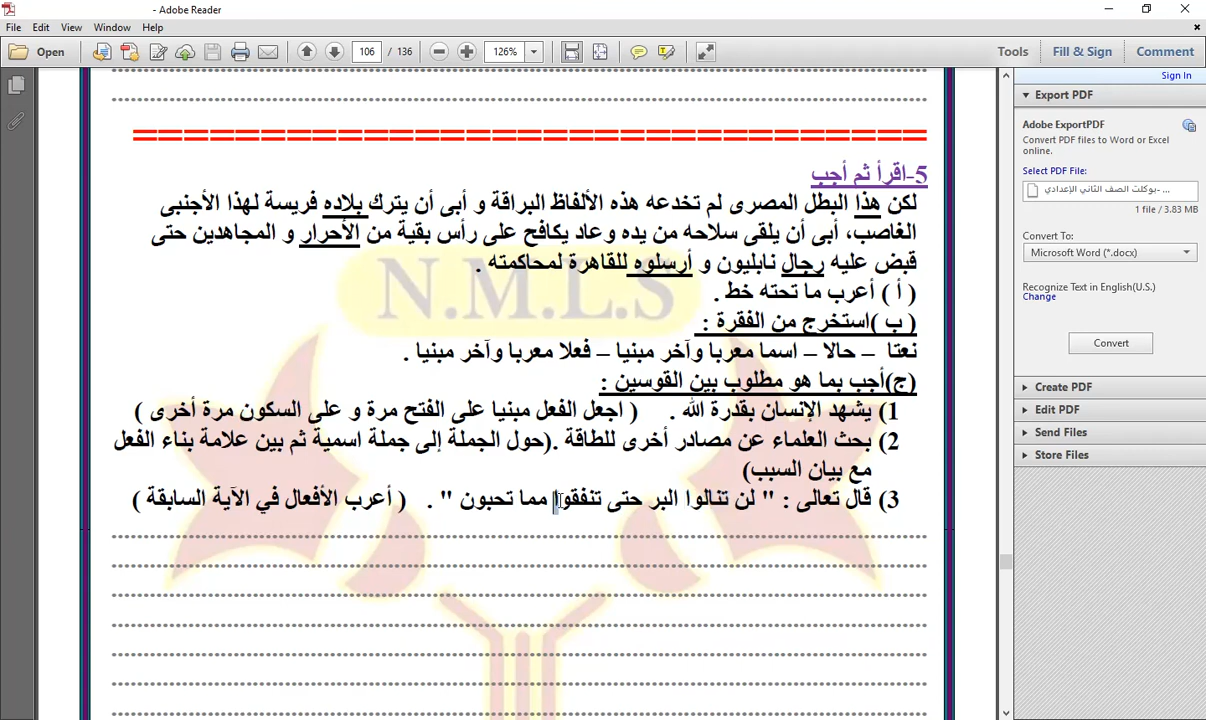 - Adobe Reader
File Edit View Window Help
Open 106 / 136 126% Tools Fill & Sign Comment
Sign In
Export PDF
Adobe ExportPDF
Convert PDF files to Word or Excel
online.
Select PDF File:
بوكلت الصف الثاني الإعدادي- ...
1 file / 3.83 MB
Convert To:
Microsoft Word (*.docx)
Recognize Text in English(U.S.)
Change
Convert
Create PDF
Edit PDF
Send Files
Store Files
==============================
5-اقرأ ثم أجب
لكن هذا البطل المصرى لم تخدعه هذه الألفاظ البراقة و أبى أن يترك بلاده فريسة لهذا الأجنبى
الغاصب، أبى أن يلقى سلاحه من يده وعاد يكافح على رأس بقية من الأحرار و المجاهدين حتى
قبض عليه رجال نابليون و أرسلوه للقاهرة لمحاكمته .
( أ ) أعرب ما تحته خط .
( ب )استخرج من الفقرة :
نعتا – حالا – اسما معربا وآخر مبنيا – فعلا معربا وآخر مبنيا .
(ج)أجب بما هو مطلوب بين القوسين :
1) يشهد الإنسان بقدرة الله . ( اجعل الفعل مبنيا على الفتح مرة و على السكون مرة أخرى )
2) بحث العلماء عن مصادر أخرى للطاقة .(حول الجملة إلى جملة اسمية ثم بين علامة بناء الفعل
مع بيان السبب)
3) قال تعالى : " لن تنالوا البر حتى تنفقوا مما تحبون " . ( أعرب الأفعال في الآية السابقة )
N.M.L.S